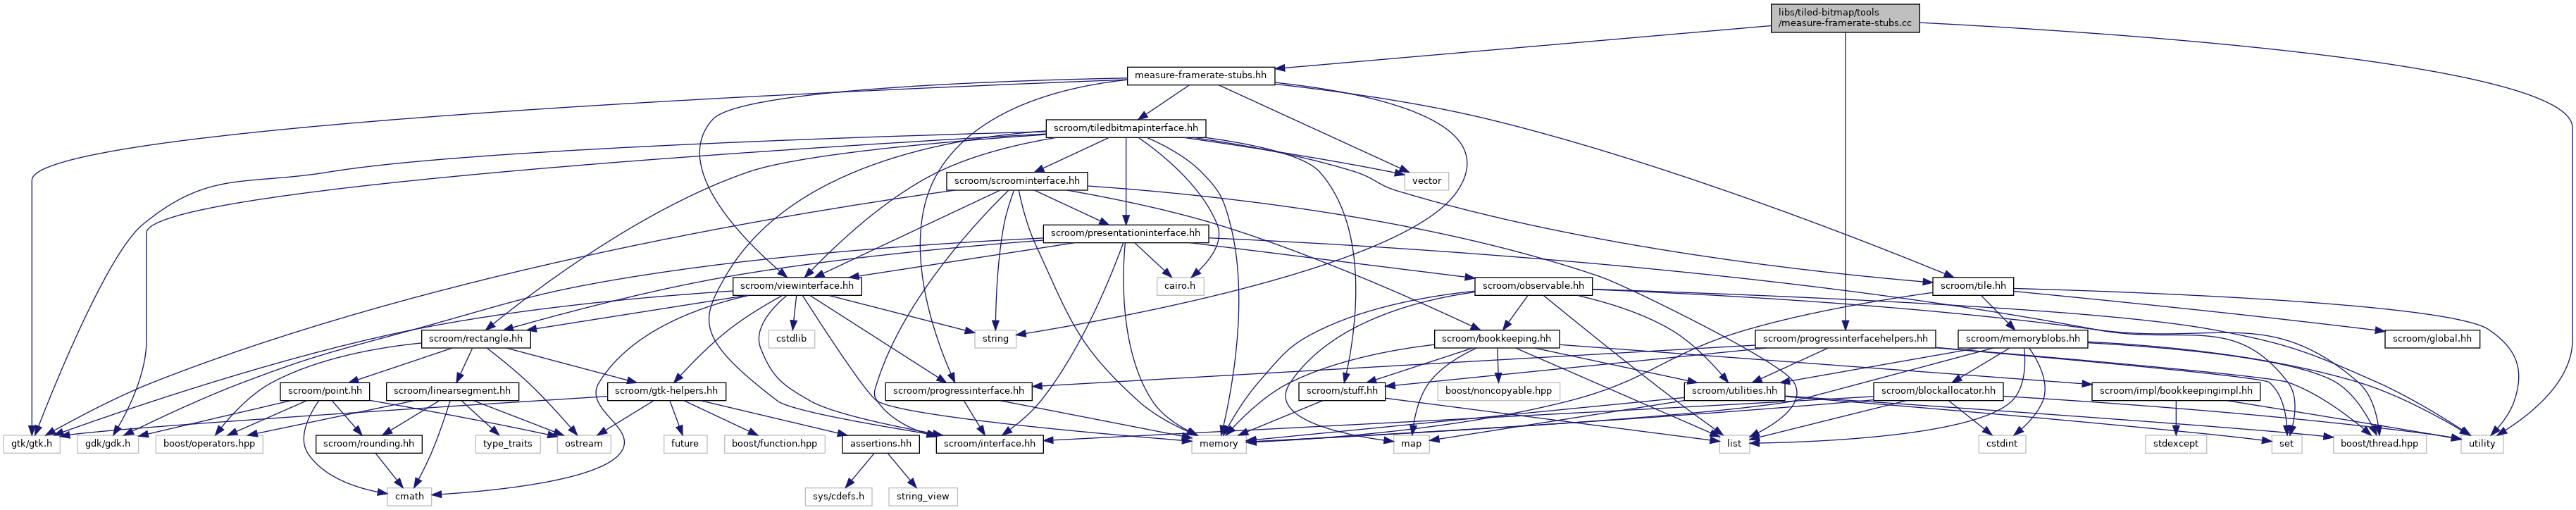 libs/tiled-bitmap/tools
/measure-framerate-stubs.cc
measure-framerate-stubs.hh
scroom/tiledbitmapinterface.hh
scroom/scroominterface.hh
vector
scroom/presentationinterface.hh
scroom/viewinterface.hh
cairo.h
scroom/observable.hh
scroom/tile.hh
scroom/rectangle.hh
cstdlib
string
scroom/bookkeeping.hh
scroom/progressinterfacehelpers.hh
scroom/memoryblobs.hh
scroom/global.hh
scroom/point.hh
scroom/linearsegment.hh
scroom/gtk-helpers.hh
scroom/progressinterface.hh
scroom/stuff.hh
boost/noncopyable.hpp
scroom/utilities.hh
scroom/blockallocator.hh
scroom/impl/bookkeepingimpl.hh
gtk/gtk.h
gdk/gdk.h
boost/operators.hpp
scroom/rounding.hh
type_traits
ostream
future
boost/function.hpp
assertions.hh
scroom/interface.hh
memory
map
list
cstdint
stdexcept
set
boost/thread.hpp
utility
cmath
sys/cdefs.h
string_view